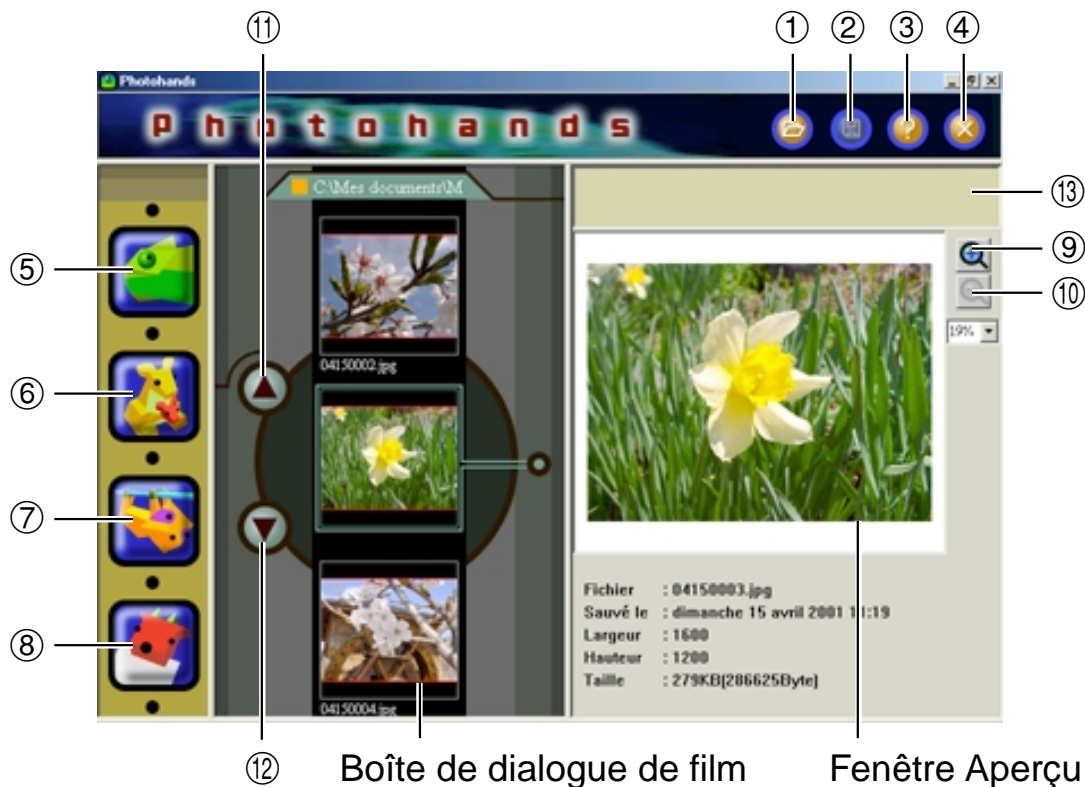 ⑪ ① ② ③ ④
Photohands
Photohands
C:\Mes documents\M
⑬
⑤
⑨
⑩
19%
04150002.jpg
⑥
⑦
Fichier : 04150003.jpg
Sauvé le : dimanche 15 avril 2001 11:19
Largeur : 1600
Hauteur : 1200
Taille : 279KB[286625Byte]
⑧
04150004.jpg
⑫ Boîte de dialogue de film Fenêtre Aperçu